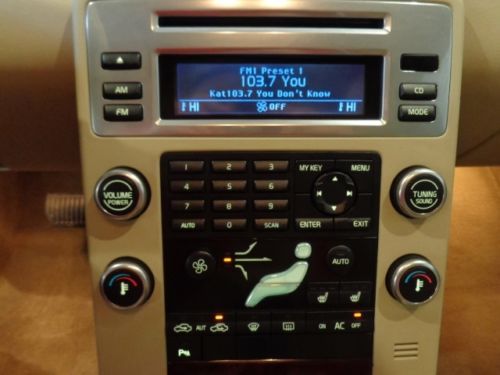 FM1 Preset 1
103.7 You
Kat103.7 You Don't Know
HI OFF HI
AM
FM
CD
MODE
VOLUME
POWER
TUNING
SOUND
1 2 3
4 5 6
7 8 9
AUTO 0 SCAN
MY KEY MENU
ENTER EXIT
AUTO
AUT
ON AC OFF